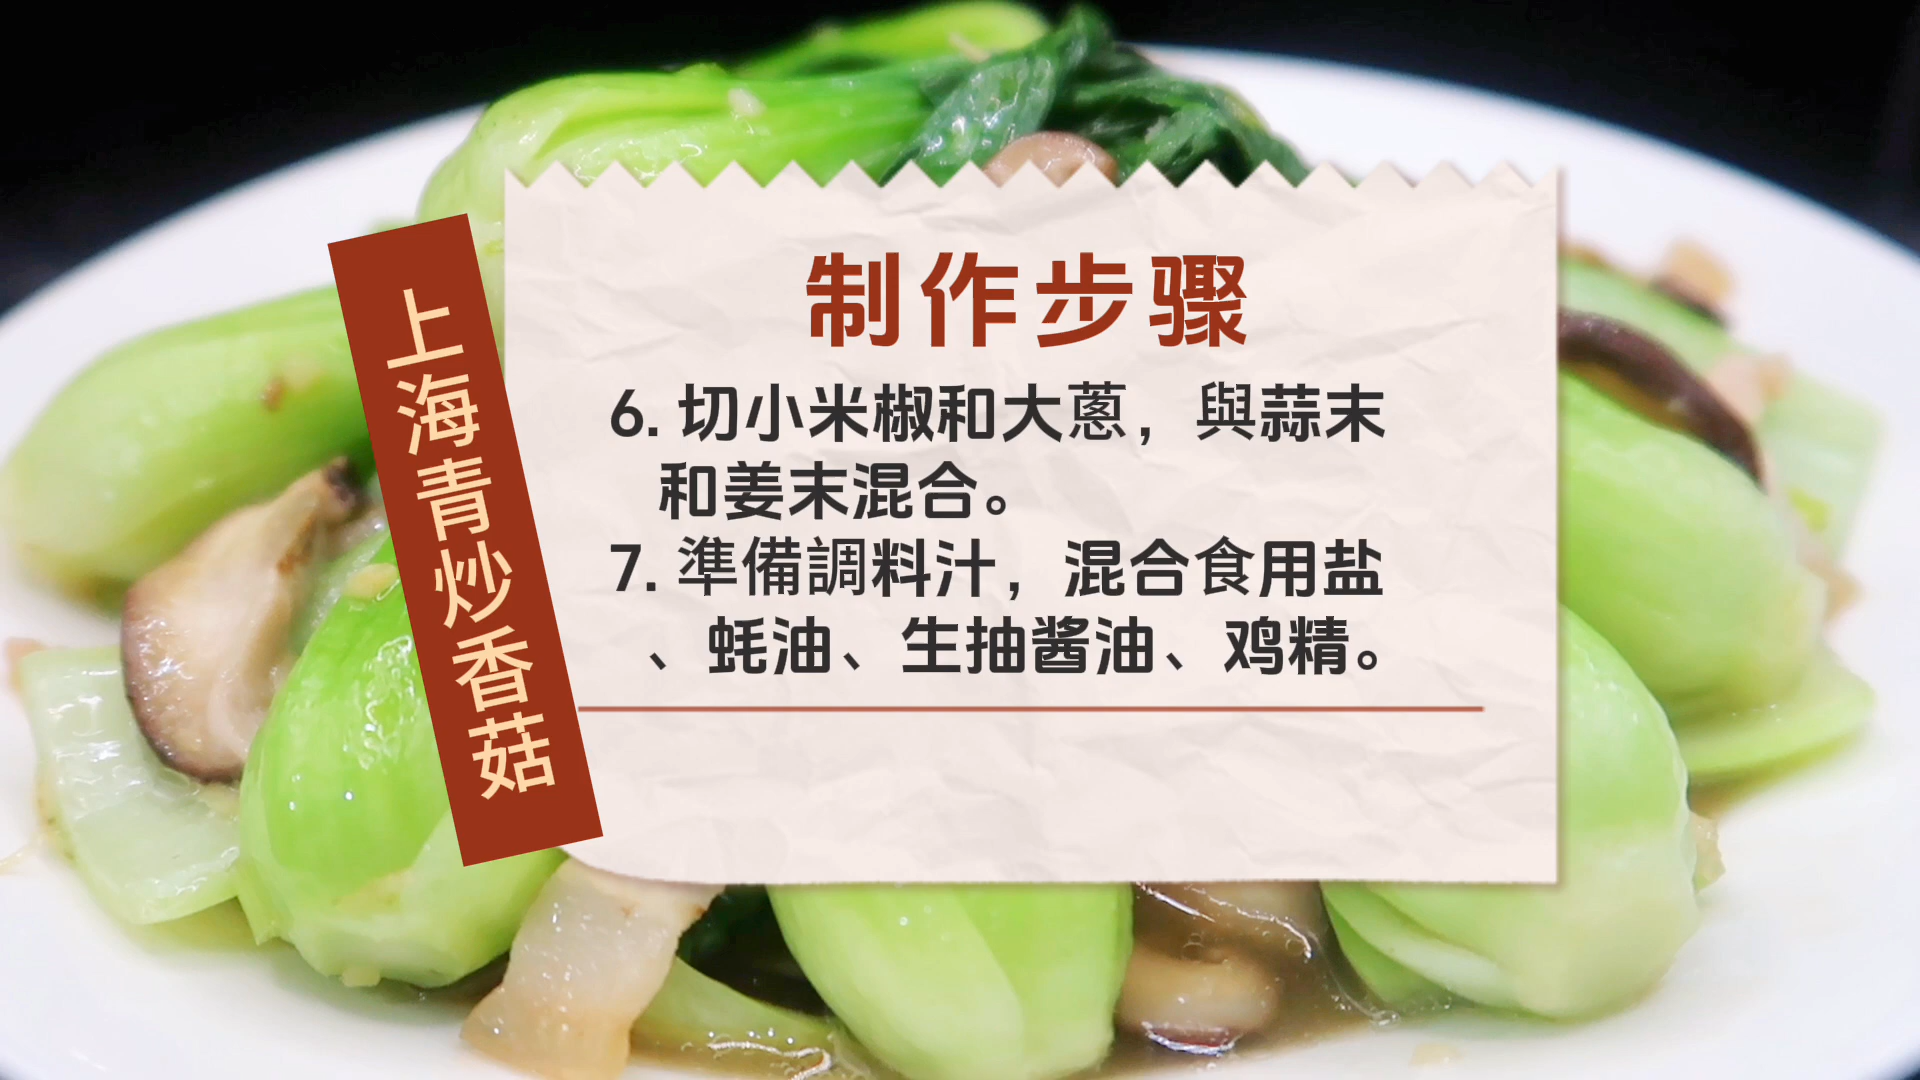 上海青炒香菇
制作步骤
6. 切小米椒和大蔥，與蒜末
和姜末混合。
7. 準備調料汁，混合食用盐
、蚝油、生抽酱油、鸡精。